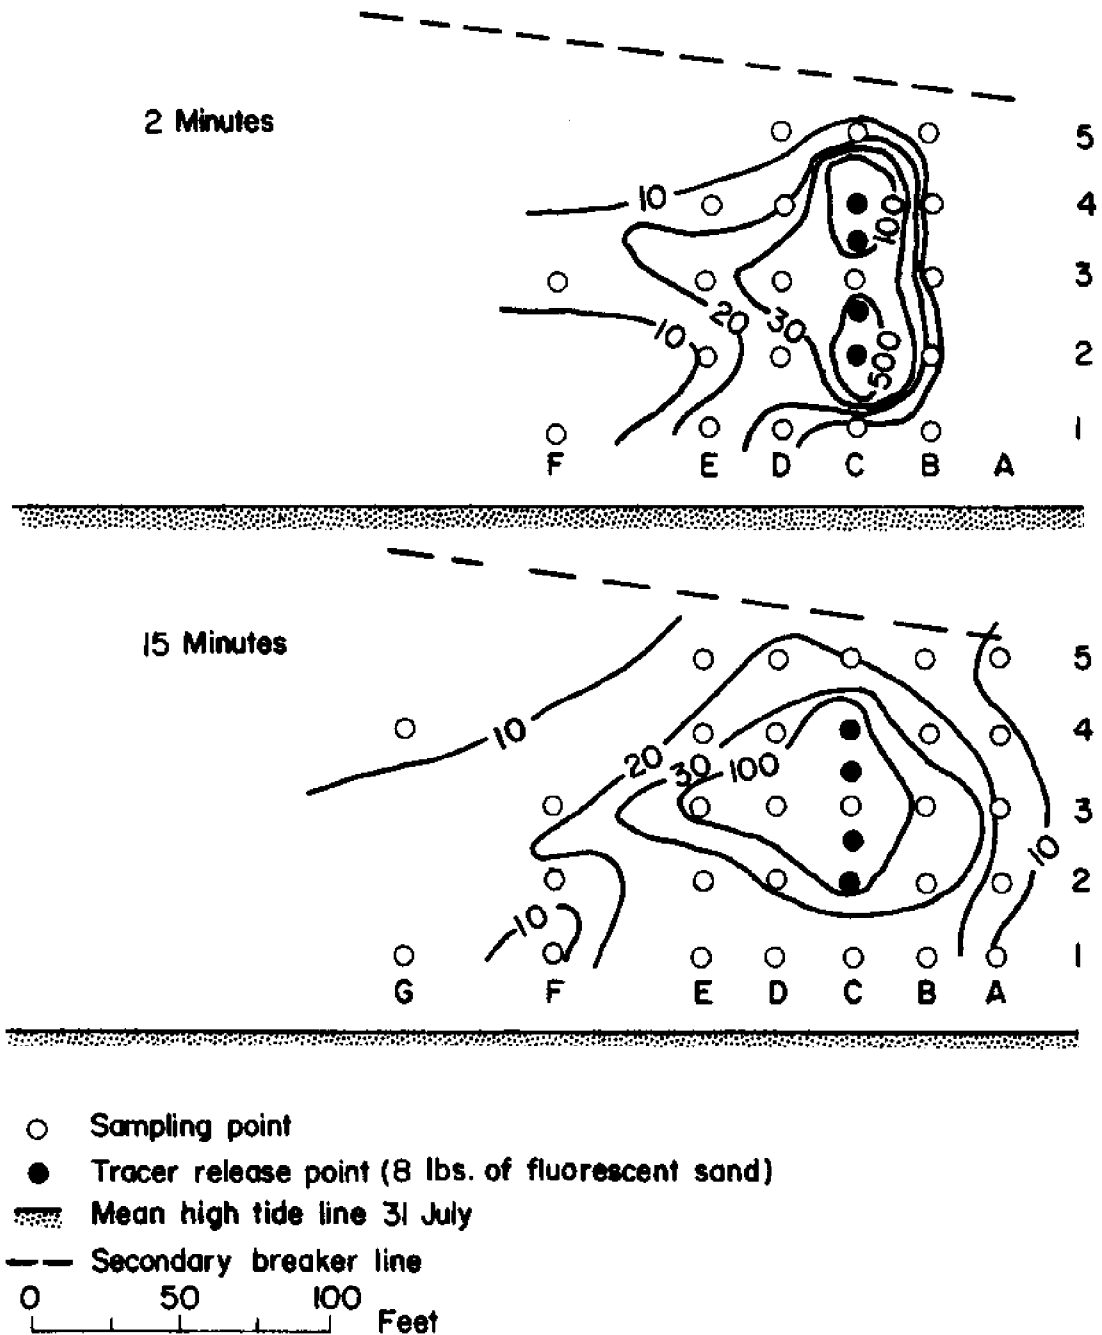 2 Minutes
5
10
4
100
3
20
30
10
2
500
1
F E D C B A
15 Minutes
5
10
4
20
30
100
3
10
2
10
1
G F E D C B A
Sampling point
Tracer release point (8 lbs. of fluorescent sand)
Mean high tide line 31 July
Secondary breaker line
0 50 100
Feet